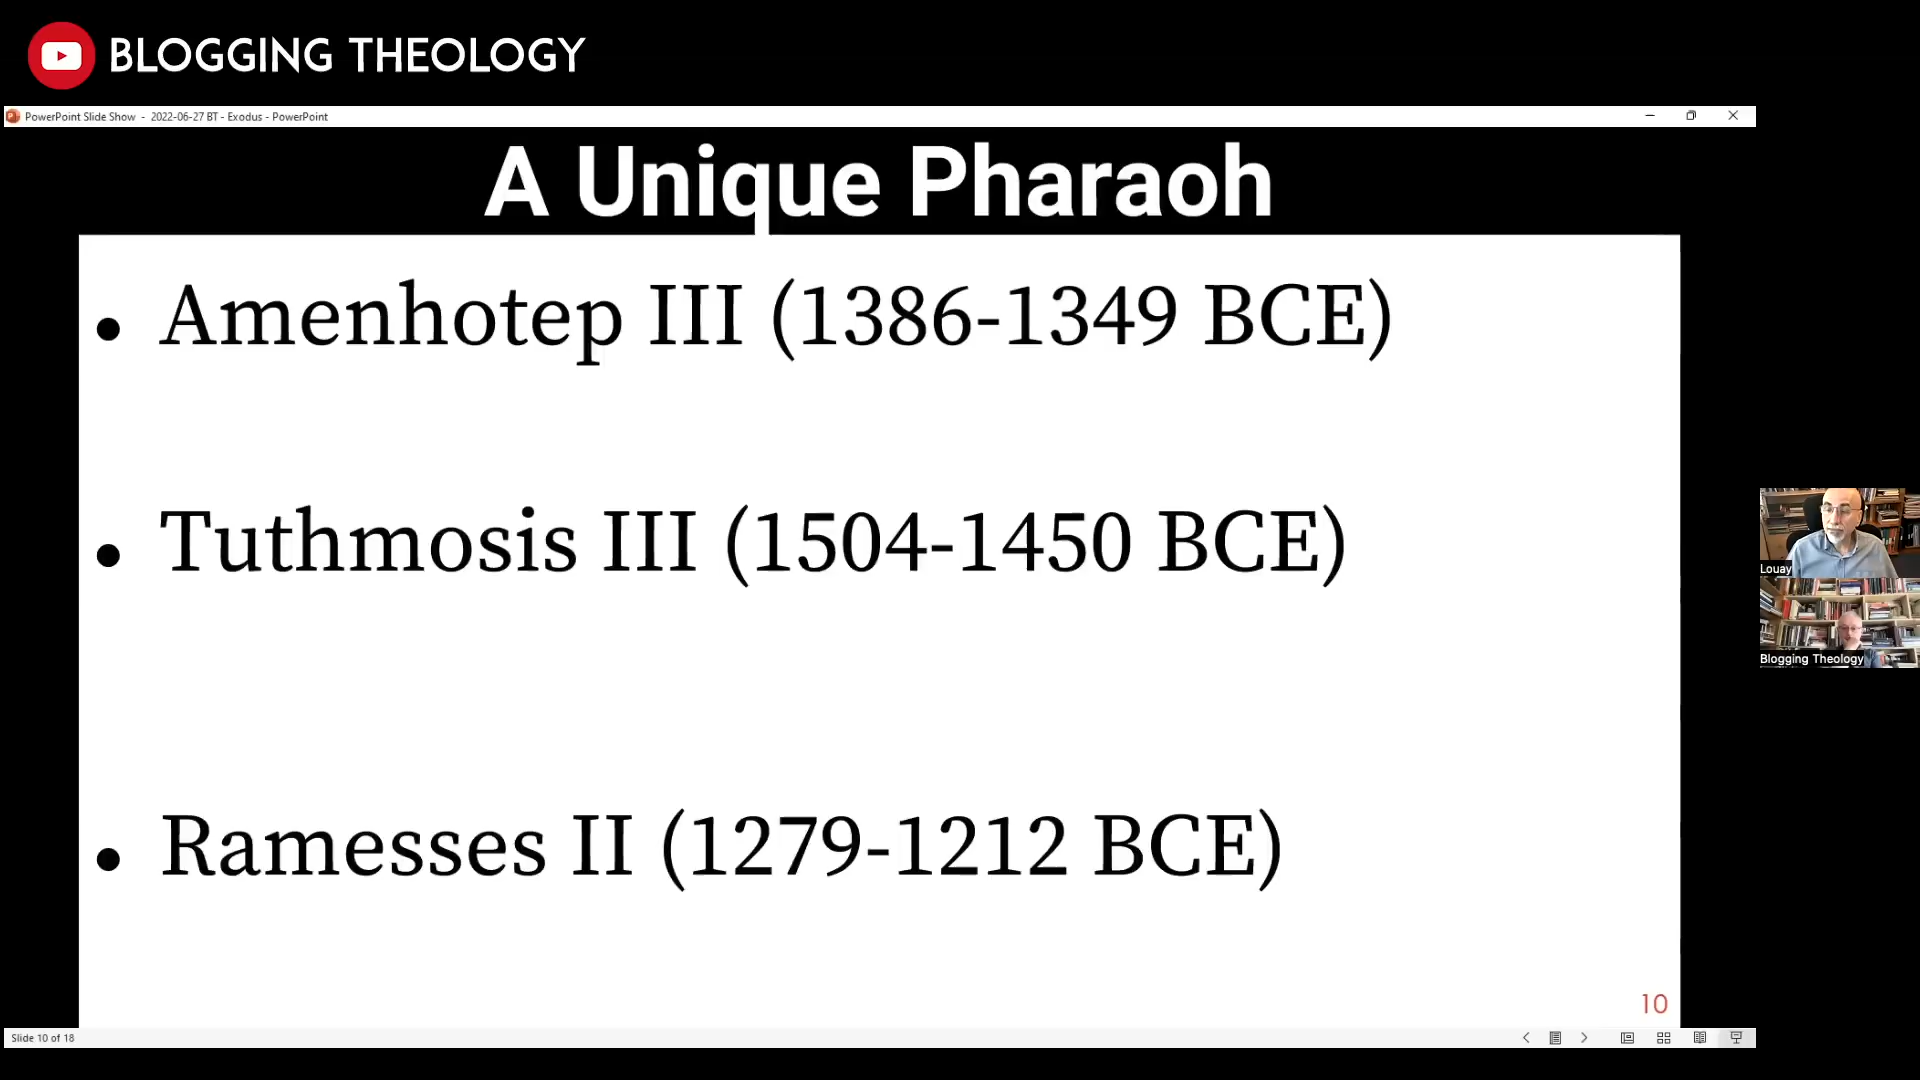 BLOGGING THEOLOGY
PowerPoint Slide Show - 2022-06-27 BT - Exodus - PowerPoint
A Unique Pharaoh
• Amenhotep III (1386-1349 BCE)
• Tuthmosis III (1504-1450 BCE)
• Ramesses II (1279-1212 BCE)
10
Louay
Blogging Theology
Slide 10 of 18